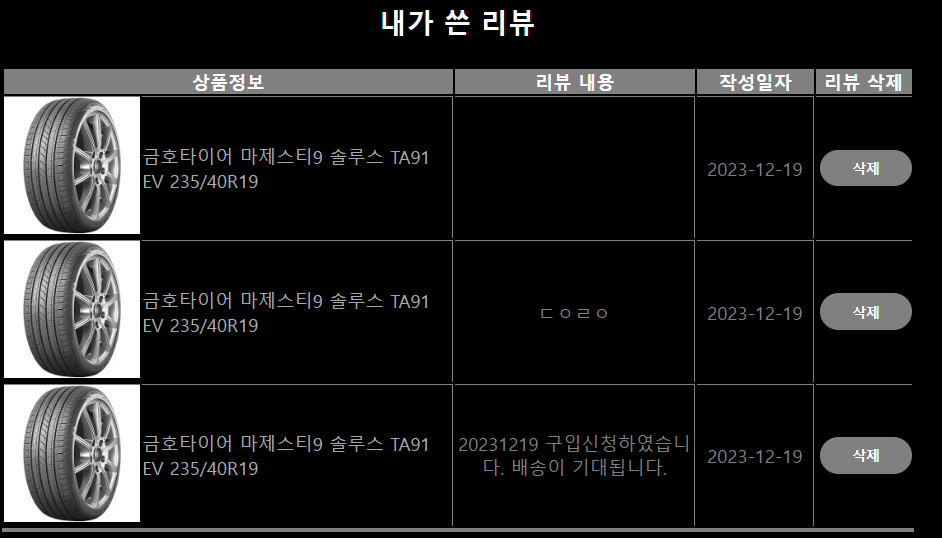 내가 쓴 리뷰
상품정보 리뷰 내용 작성일자 리뷰 삭제
금호타이어 마제스티9 솔루스 TA91
EV 235/40R19
2023-12-19
삭제
금호타이어 마제스티9 솔루스 TA91
EV 235/40R19
ㄷㅇㄹㅇ
2023-12-19
삭제
금호타이어 마제스티9 솔루스 TA91
EV 235/40R19
20231219 구입신청하였습니
다. 배송이 기대됩니다.
2023-12-19
삭제